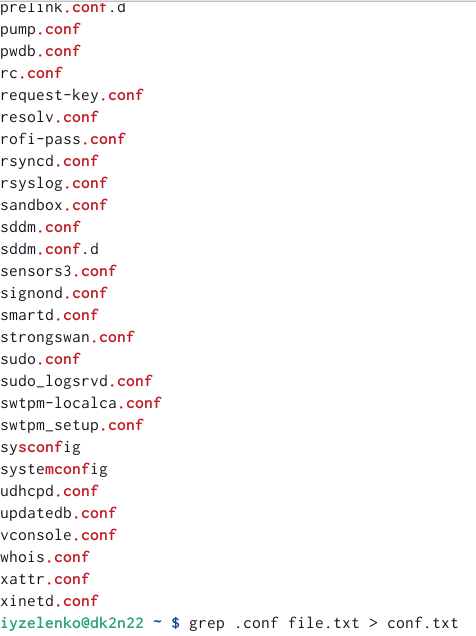 prelink.conf.d
pump.conf
pwdb.conf
rc.conf
request-key.conf
resolv.conf
rofi-pass.conf
rsyncd.conf
rsyslog.conf
sandbox.conf
sddm.conf
sddm.conf.d
sensors3.conf
signond.conf
smartd.conf
strongswan.conf
sudo.conf
sudo_logsrvd.conf
swtpm-localca.conf
swtpm_setup.conf
sysconfig
systemconfig
udhcpd.conf
updatedb.conf
vconsole.conf
whois.conf
xattr.conf
xinetd.conf
iyzelenko@dk2n22 ~ $ grep .conf file.txt > conf.txt